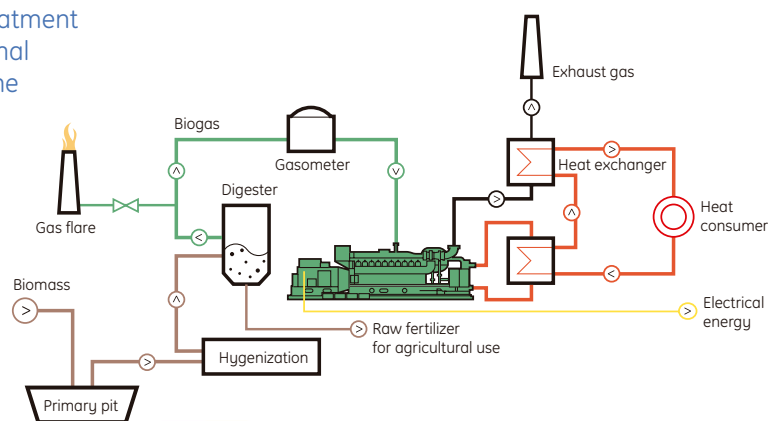 Exhaust gas
Biogas
Gasometer
Heat exchanger
Digester
Gas flare
Heat
consumer
Biomass
Electrical
energy
Raw fertilizer
for agricultural use
Hygenization
Primary pit